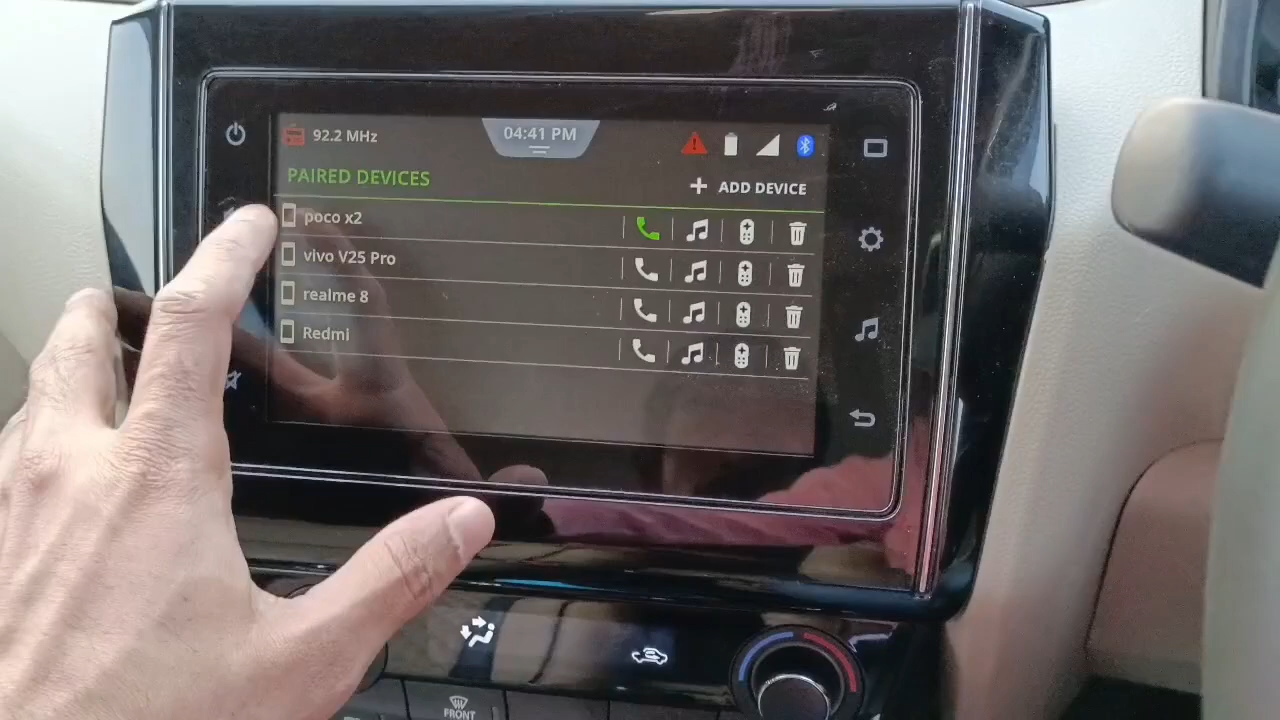 92.2 MHz
04:41 PM
PAIRED DEVICES
+ ADD DEVICE
poco x2
vivo V25 Pro
realme 8
Redmi
FRONT